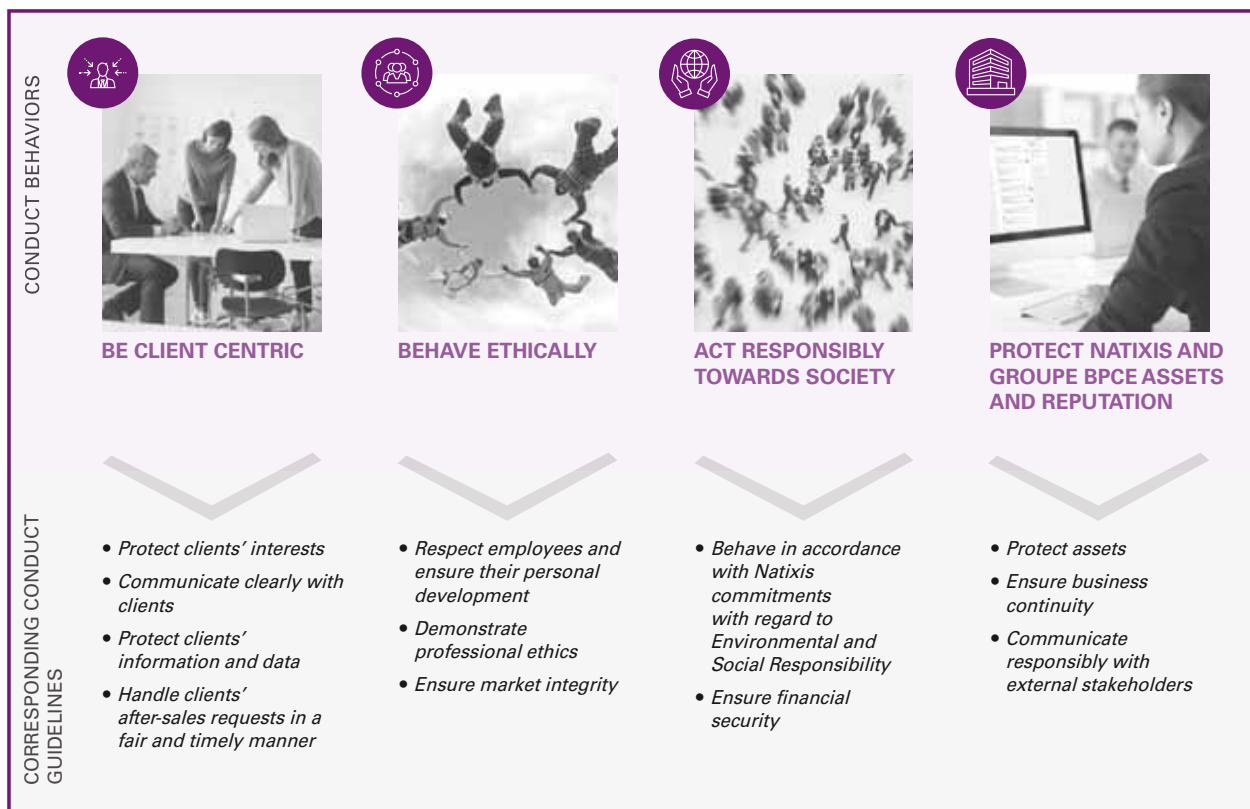 CONDUCT BEHAVIORS
BE CLIENT CENTRIC
BEHAVE ETHICALLY
ACT RESPONSIBLY
TOWARDS SOCIETY
PROTECT NATIXIS AND
GROUPE BPCE ASSETS
AND REPUTATION
CORRESPONDING CONDUCT
GUIDELINES
• Protect clients’ interests
• Communicate clearly with
clients
• Protect clients’
information and data
• Handle clients’
after-sales requests in a
fair and timely manner
• Respect employees and
ensure their personal
development
• Demonstrate
professional ethics
• Ensure market integrity
• Behave in accordance
with Natixis
commitments
with regard to
Environmental and
Social Responsibility
• Ensure financial
security
• Protect assets
• Ensure business
continuity
• Communicate
responsibly with
external stakeholders